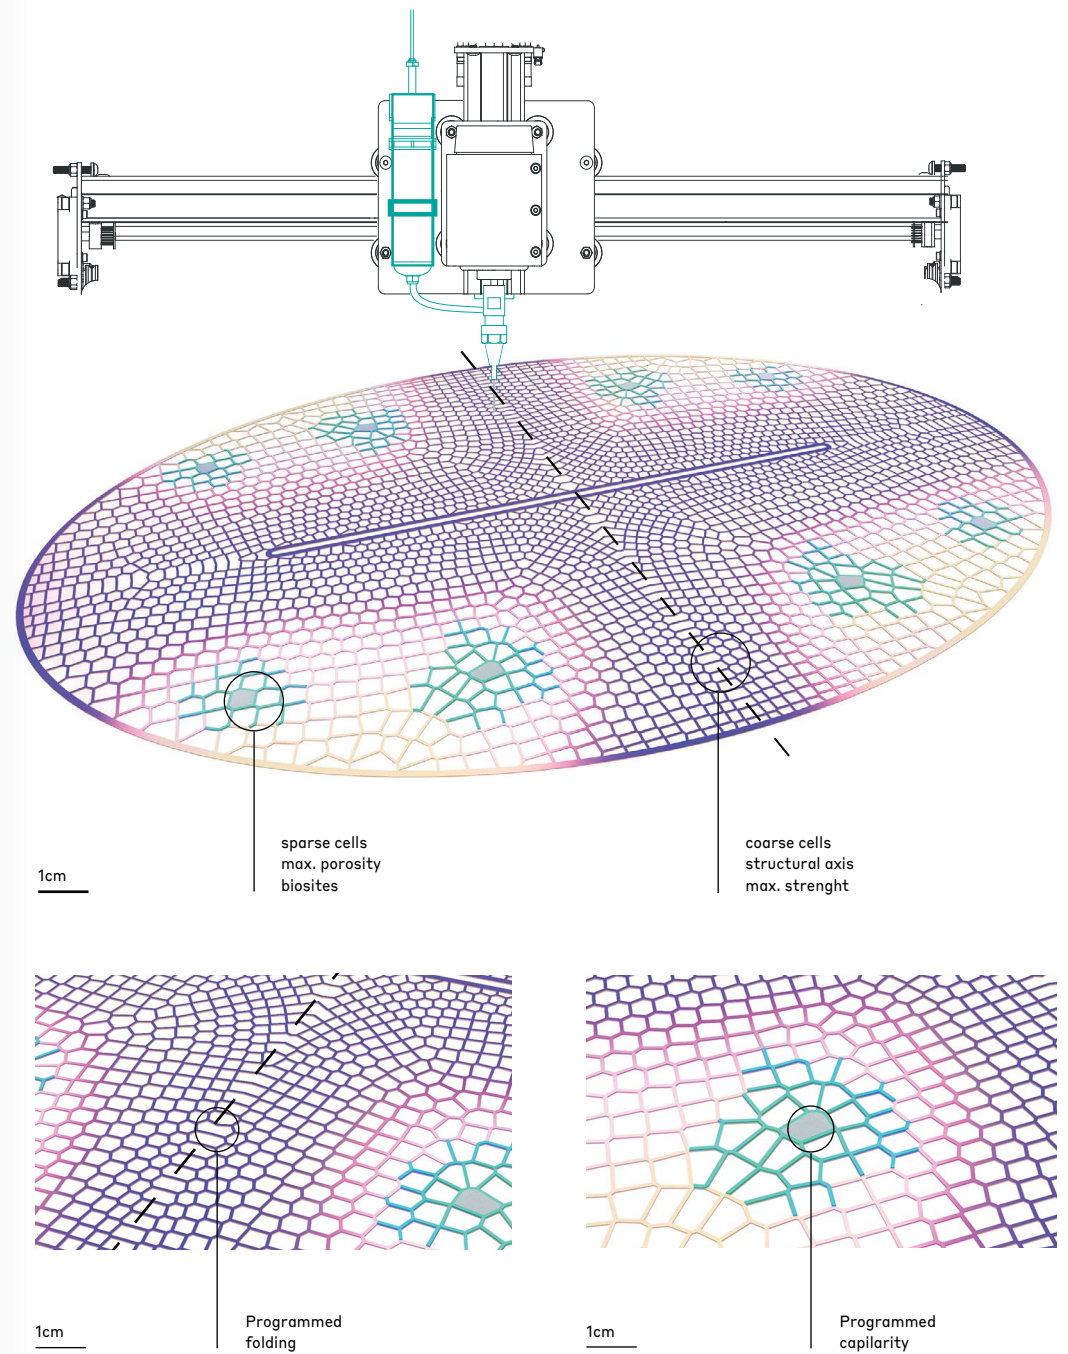 sparse cells
max. porosity
biosites
coarse cells
structural axis
max. strenght
1cm
Programmed
folding
1cm
Programmed
capilarity
1cm